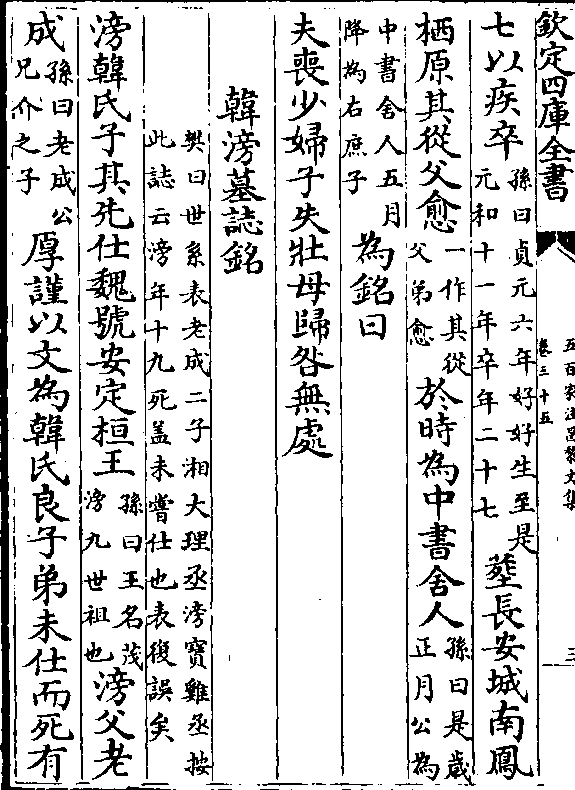 欽定四庫全書
五百家注昌黎文集
卷三十五
三
七以疾卒孫曰貞元六年好好生至是
元和十一年卒年二十七葬長安城南鳳
栖原其從父愈一作其從
父弟愈於時為中書舍人孫曰是歲
正月公為
中書舍人五月
降為右庶子為銘曰
夫喪少婦子失壯母歸咎無處
韓滂墓誌銘
樊曰世系表老成二子湘大理丞滂寶雞丞按
此誌云滂年十九死盖未嘗仕也表復誤矣
滂韓氏子其先仕魏號安定桓王孫曰王名茂
滂九世祖也滂父老
成孫曰老成公
兄介之子厚謹以文為韓氏良子弟未仕而死有